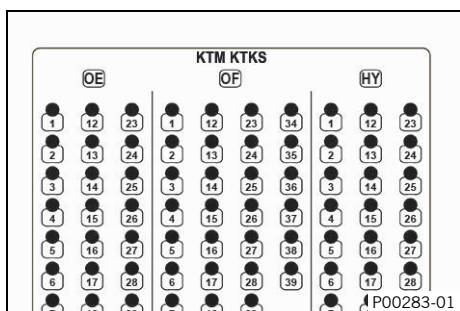 KTM KTKS
OE OF HY
1 12 23 1 12 23 34 1 12 23
2 13 24 2 13 24 35 2 13 24
3 14 25 3 14 25 36 3 14 25
4 15 26 4 15 26 37 4 15 26
5 16 27 5 16 27 38 5 16 27
6 17 28 6 17 28 39 6 17 28
P00283-01